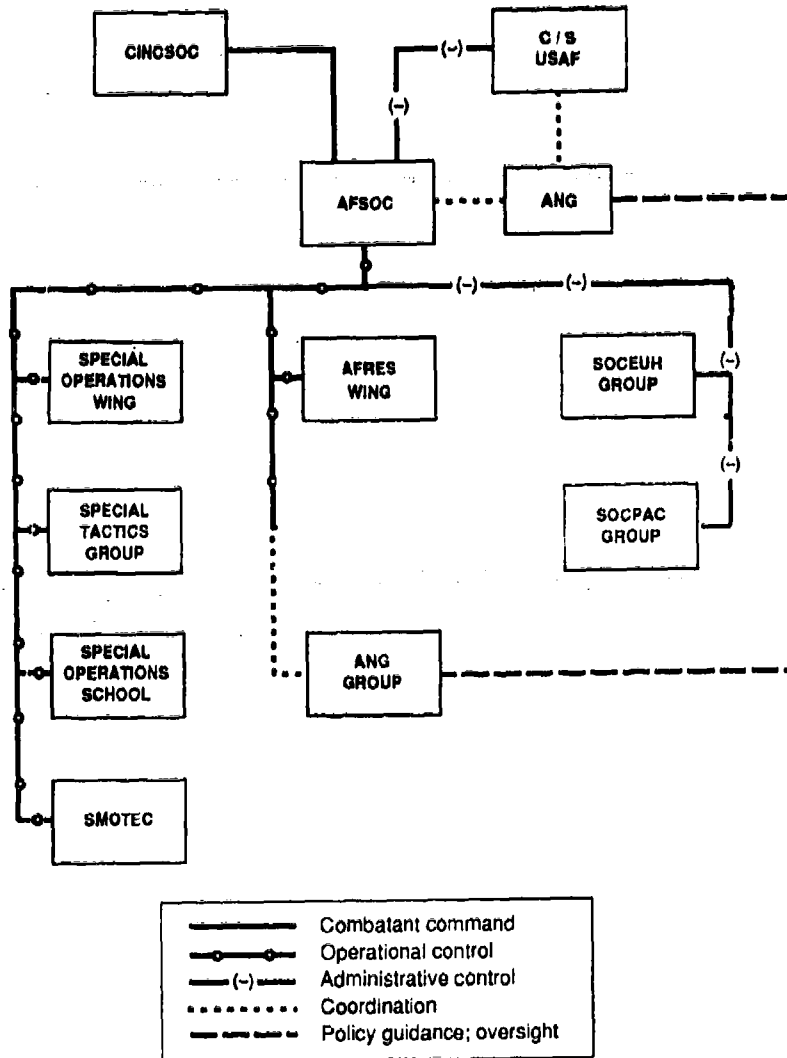 CINCSOC
C / S
USAF
(-)
(-)
AFSOC
ANG
(-)
(-)
SPECIAL
OPERATIONS
WING
AFRES
WING
SOCEUH
GROUP
(-)
(-)
SPECIAL
TACTICS
GROUP
SOCPAC
GROUP
SPECIAL
OPERATIONS
SCHOOL
ANG
GROUP
SMOTEC
Combatant command
Operational control
(-) Administrative control
Coordination
Policy guidance; oversight